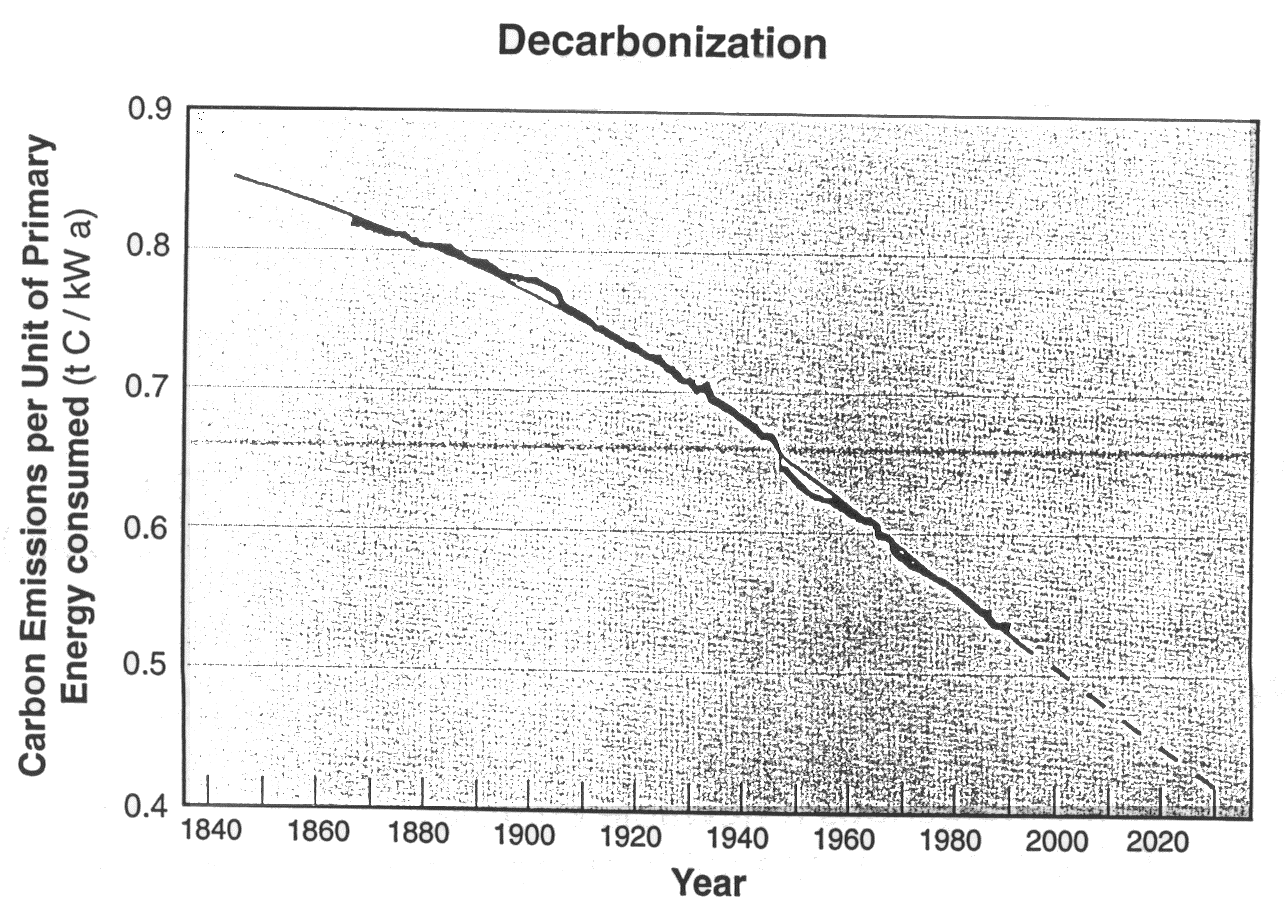 Decarbonization
Carbon Emissions per Unit of Primary
Energy consumed (t C / kW a)
0.9
0.8
0.7
0.6
0.5
0.4
1840 1860 1880 1900 1920 1940 1960 1980 2000 2020
Year